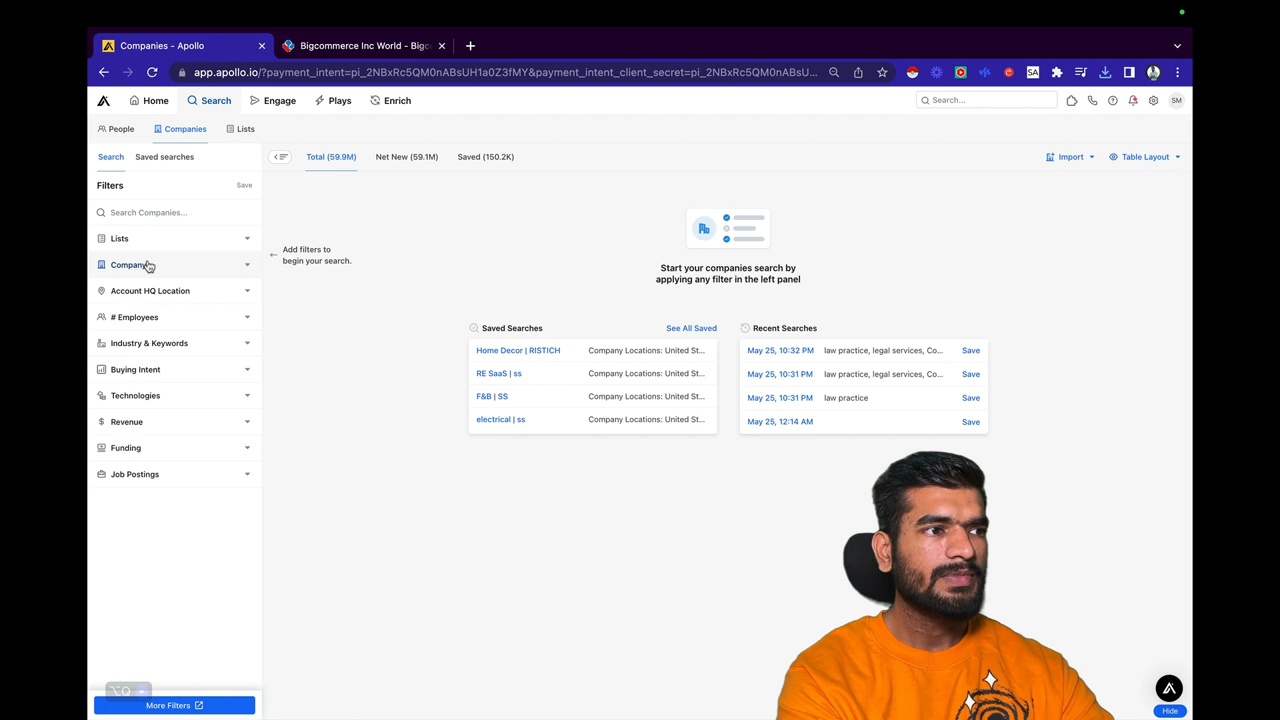 Companies - Apollo
Bigcommerce Inc World - Bigc
app.apollo.io/?payment_intent=pi_2NBxRc5QM0nABsUH1a0Z3fMY&payment_intent_client_secret=pi_2NBxRc5QM0nABsU...
SA
Home
Search
Engage
Plays
Enrich
Search...
SM
People
Companies
Lists
Search
Saved searches
Total (59.9M)
Net New (59.1M)
Saved (150.2K)
Import
Table Layout
Filters
Save
Search Companies...
Lists
Company
Account HQ Location
# Employees
Industry & Keywords
Buying Intent
Technologies
Revenue
Funding
Job Postings
More Filters
Add filters to
begin your search.
Start your companies search by
applying any filter in the left panel
Saved Searches
See All Saved
Home Decor | RISTICH
Company Locations: United St...
RE SaaS | ss
Company Locations: United St...
F&B | SS
Company Locations: United St...
electrical | ss
Company Locations: United St...
Recent Searches
May 25, 10:32 PM
law practice, legal services, Co...
Save
May 25, 10:31 PM
law practice, legal services, Co...
Save
May 25, 10:31 PM
law practice
Save
May 25, 12:14 AM
Save
Hide